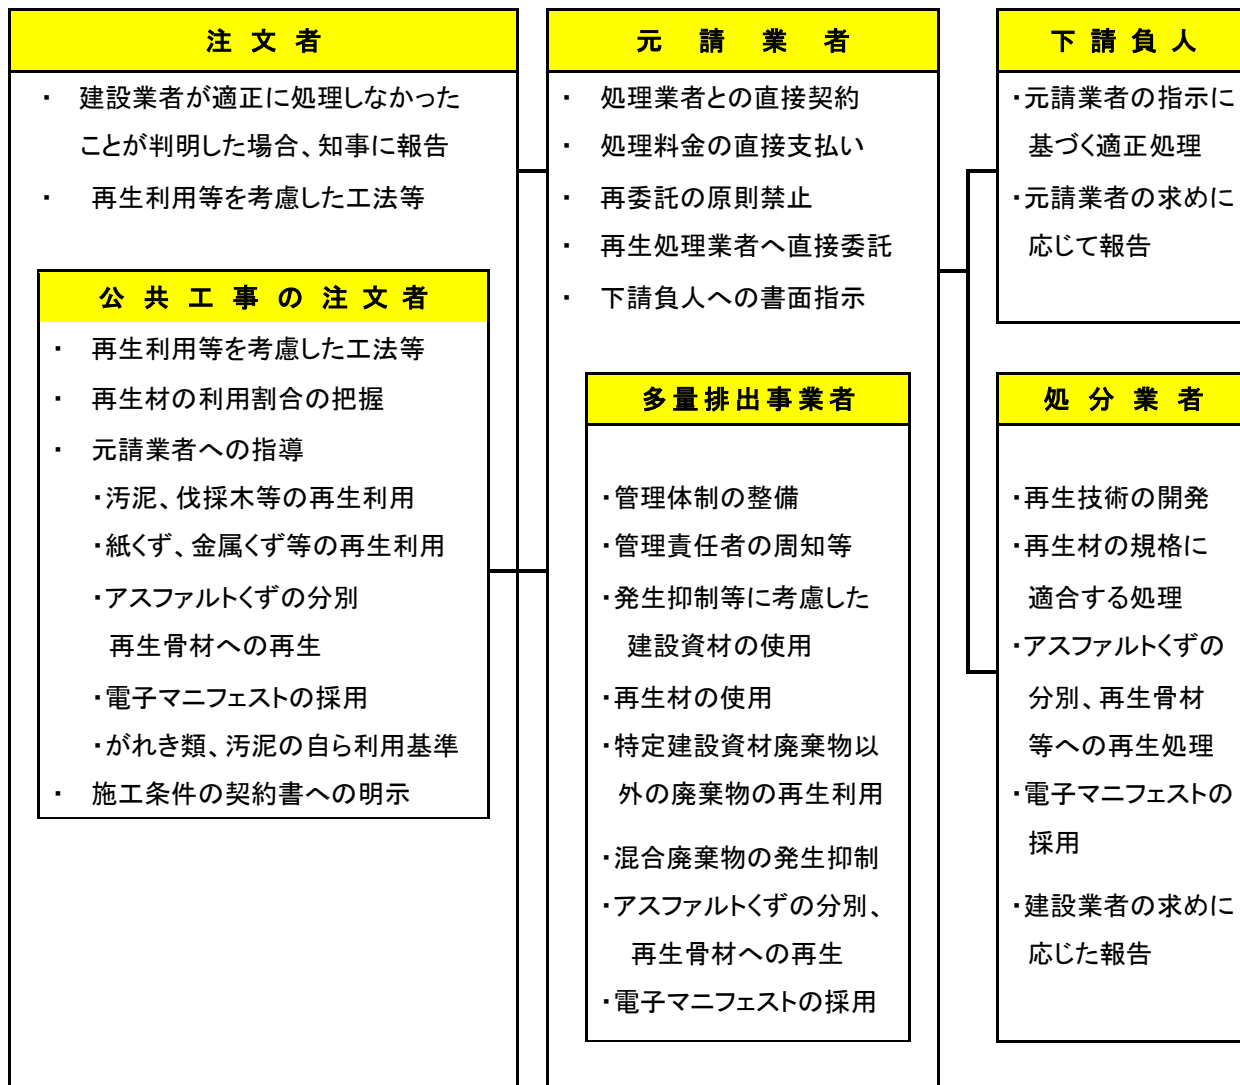 注文者
・ 建設業者が適正に処理しなかった
ことが判明した場合、知事に報告
・ 再生利用等を考慮した工法等
公共工事の注文者
・ 再生利用等を考慮した工法等
・ 再生材の利用割合の把握
・ 元請業者への指導
・汚泥、伐採木等の再生利用
・紙くず、金属くず等の再生利用
・アスファルトくずの分別
再生骨材への再生
・電子マニフェストの採用
・がれき類、汚泥の自ら利用基準
・ 施工条件の契約書への明示
元請業者
・ 処理業者との直接契約
・ 処理料金の直接支払い
・ 再委託の原則禁止
・ 再生処理業者へ直接委託
・ 下請負人への書面指示
多量排出事業者
・管理体制の整備
・管理責任者の周知等
・発生抑制等に考慮した
建設資材の使用
・再生材の使用
・特定建設資材廃棄物以
外の廃棄物の再生利用
・混合廃棄物の発生抑制
・アスファルトくずの分別、
再生骨材への再生
・電子マニフェストの採用
下請負人
・元請業者の指示に
基づく適正処理
・元請業者の求めに
応じて報告
処分業者
・再生技術の開発
・再生材の規格に
適合する処理
・アスファルトくずの
分別、再生骨材
等への再生処理
・電子マニフェストの
採用
・建設業者の求めに
応じた報告